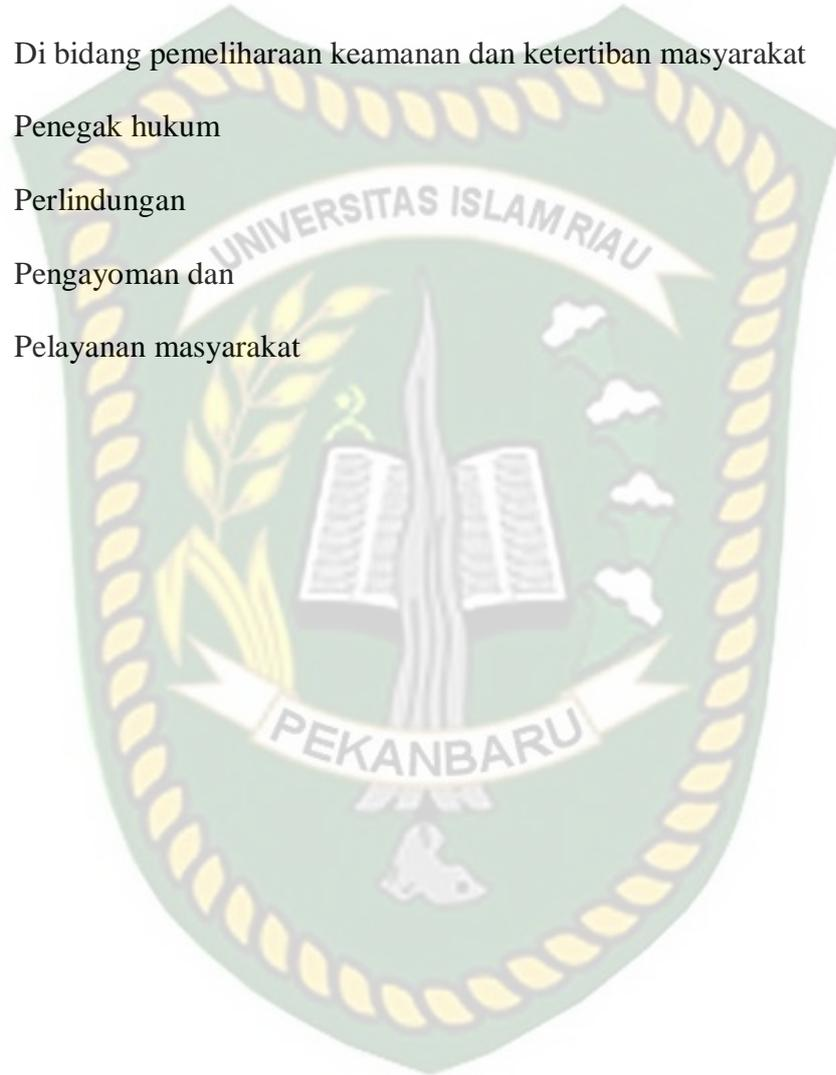 Di bidang pemeliharaan keamanan dan ketertiban masyarakat
Penegak hukum
Perlindungan
UNIVERSITAS ISLAM RIAU
Pengayoman dan
Pelayanan masyarakat
PEKANBARU